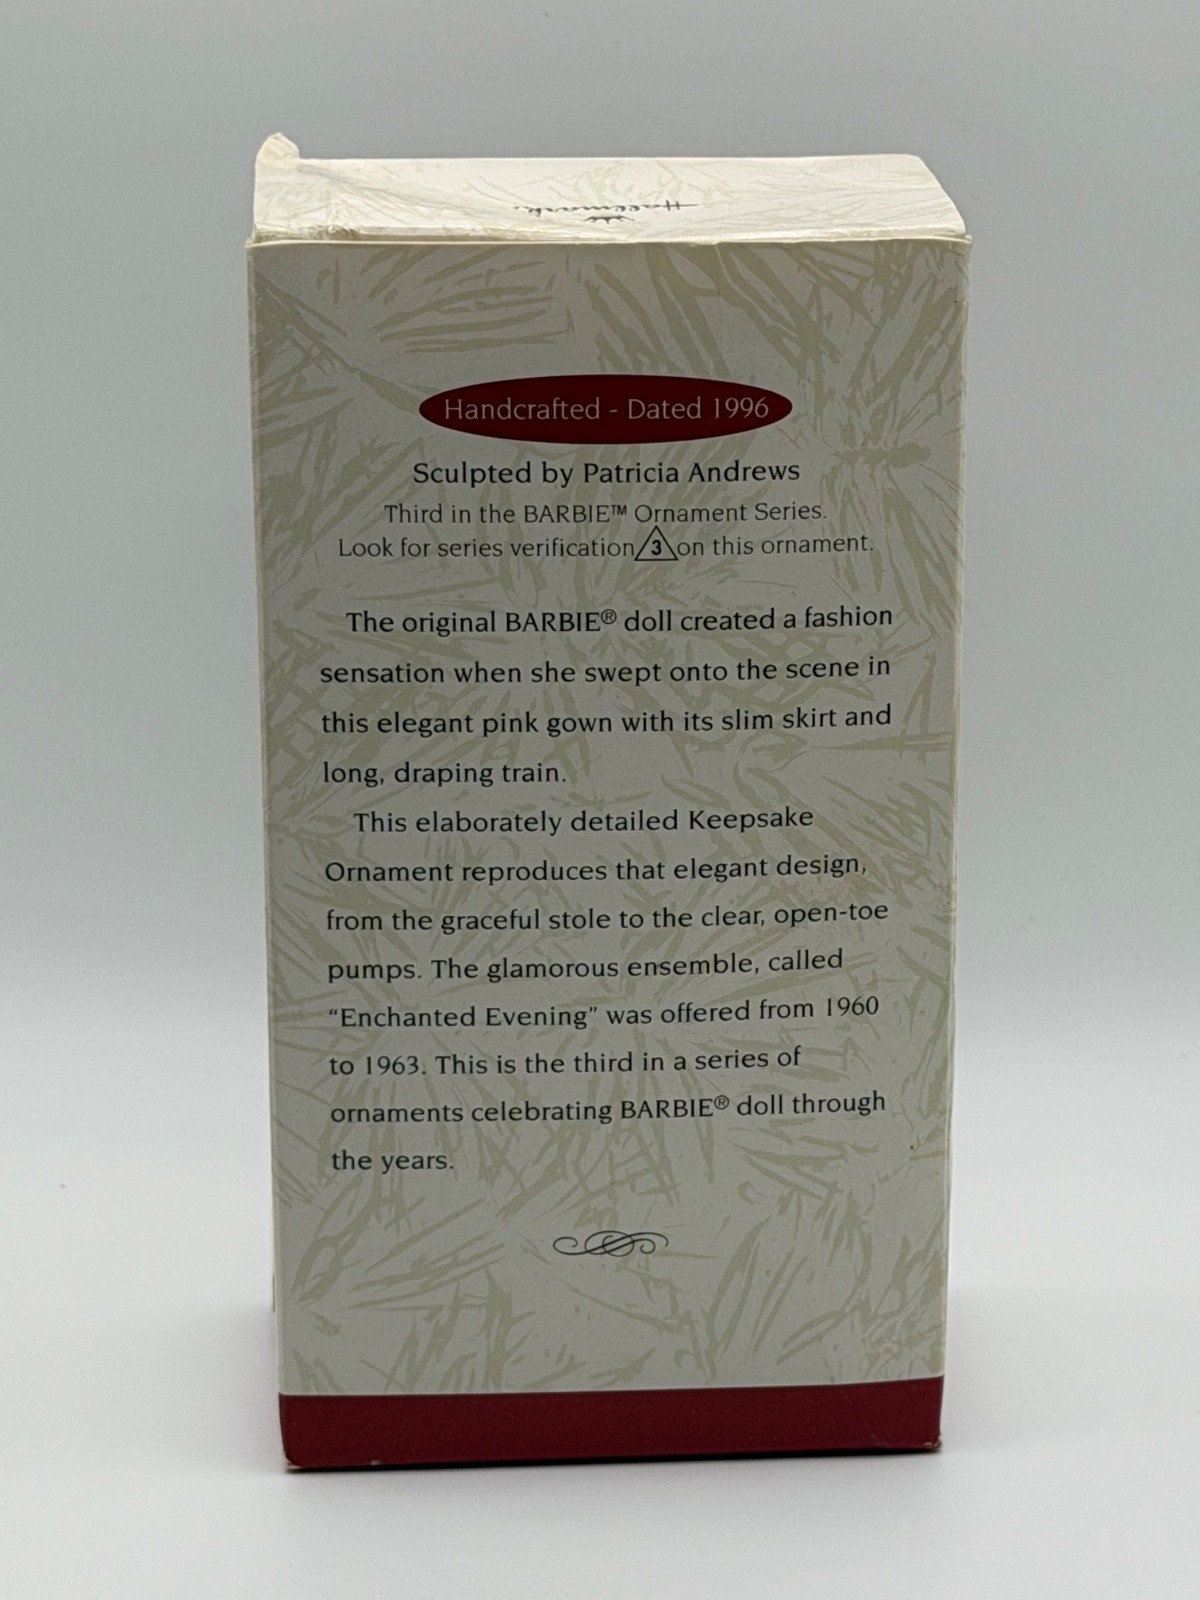 Hallmark
Handcrafted - Dated 1996
Sculpted by Patricia Andrews
Third in the BARBIE™ Ornament Series.
Look for series verification 3 on this ornament.
The original BARBIE® doll created a fashion
sensation when she swept onto the scene in
this elegant pink gown with its slim skirt and
long, draping train.
This elaborately detailed Keepsake
Ornament reproduces that elegant design,
from the graceful stole to the clear, open-toe
pumps. The glamorous ensemble, called
“Enchanted Evening” was offered from 1960
to 1963. This is the third in a series of
ornaments celebrating BARBIE® doll through
the years.